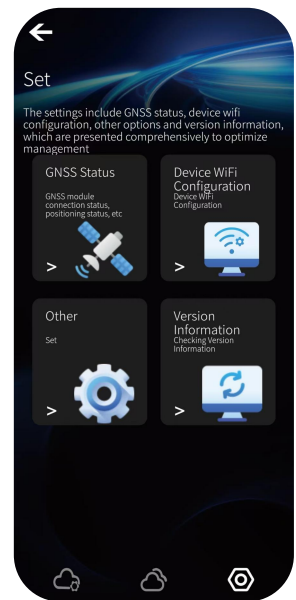 Set
The settings include GNSS status, device wifi
configuration, other options and version information,
which are presented comprehensively to optimize
management
GNSS Status
GNSS module
connection status,
positioning status, etc
>
Device WiFi
Configuration
Device WiFi
Configuration
>
Other
Set
>
Version
Information
Checking Version
Information
>